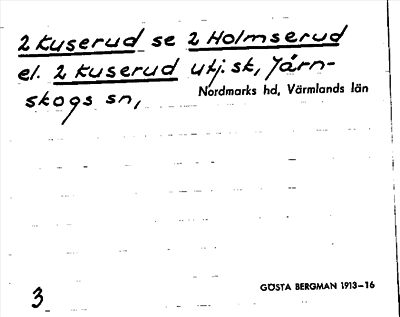 2 Kuserud se 2 Holmserud
el. 2 Kuserud utj.sk, Järn-
skogs sn,
Nordmarks hd, Värmlands län
3
GÖSTA BERGMAN 1913–16